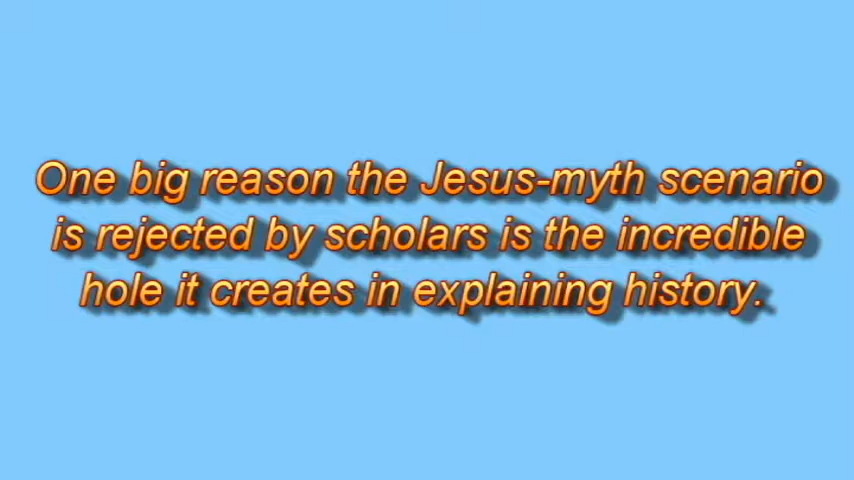 One big reason the Jesus-myth scenario
is rejected by scholars is the incredible
hole it creates in explaining history.